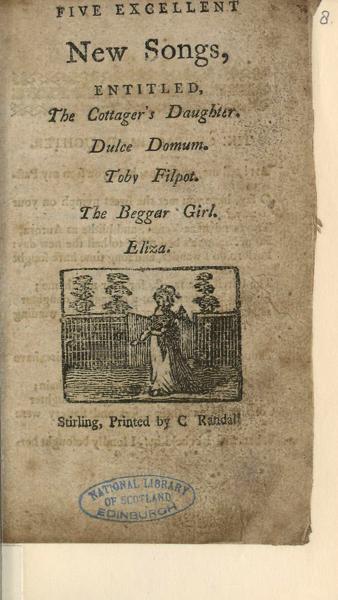 8.
FIVE EXCELLENT
New Songs,
ENTITLED,
The Cottager's Daughter.
Dulce Domum.
Toby Filpot.
The Beggar Girl.
Eliza.
Stirling, Printed by C Randall
NATIONAL LIBRARY
OF SCOTLAND
EDINBURGH